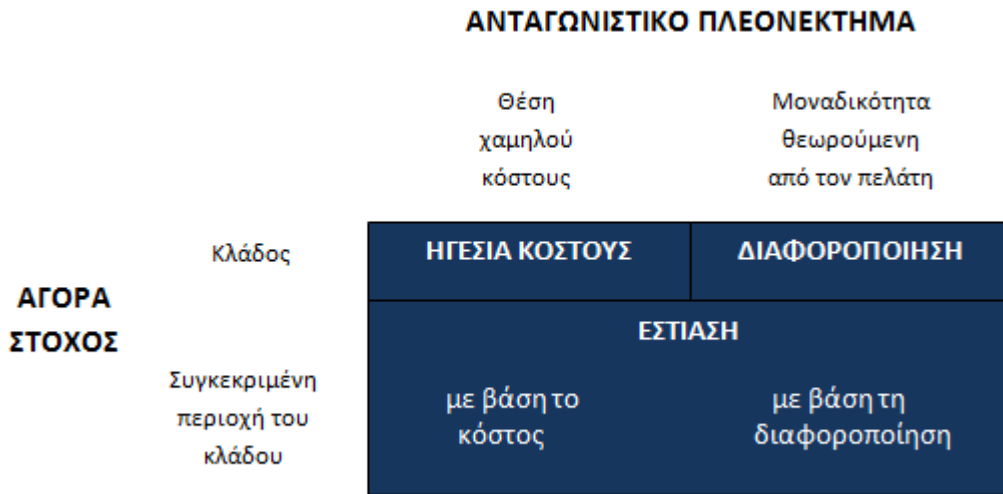 ΑΝΤΑΓΩΝΙΣΤΙΚΟ ΠΛΕΟΝΕΚΤΗΜΑ
Θέση
χαμηλού
κόστους
Μοναδικότητα
θεωρούμενη
από τον πελάτη
ΑΓΟΡΑ
ΣΤΟΧΟΣ
Κλάδος
ΗΓΕΣΙΑ ΚΟΣΤΟΥΣ
ΔΙΑΦΟΡΟΠΟΙΗΣΗ
Συγκεκριμένη
περιοχή του
κλάδου
ΕΣΤΙΑΣΗ
με βάση το
κόστος
με βάση τη
διαφοροποίηση